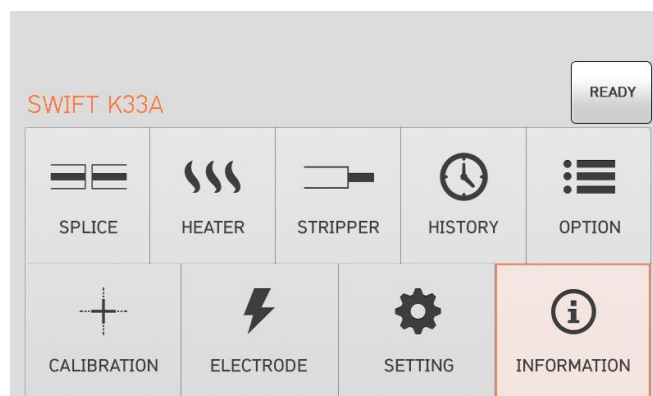 READY
SWIFT K33A
SPLICE HEATER STRIPPER HISTORY OPTION
CALIBRATION ELECTRODE SETTING INFORMATION